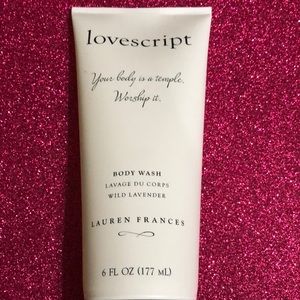 lovescript
Your body is a temple.
Worship it.
BODY WASH
LAVAGE DU CORPS
WILD LAVENDER
LAUREN FRANCES
6 FL OZ (177 mL)